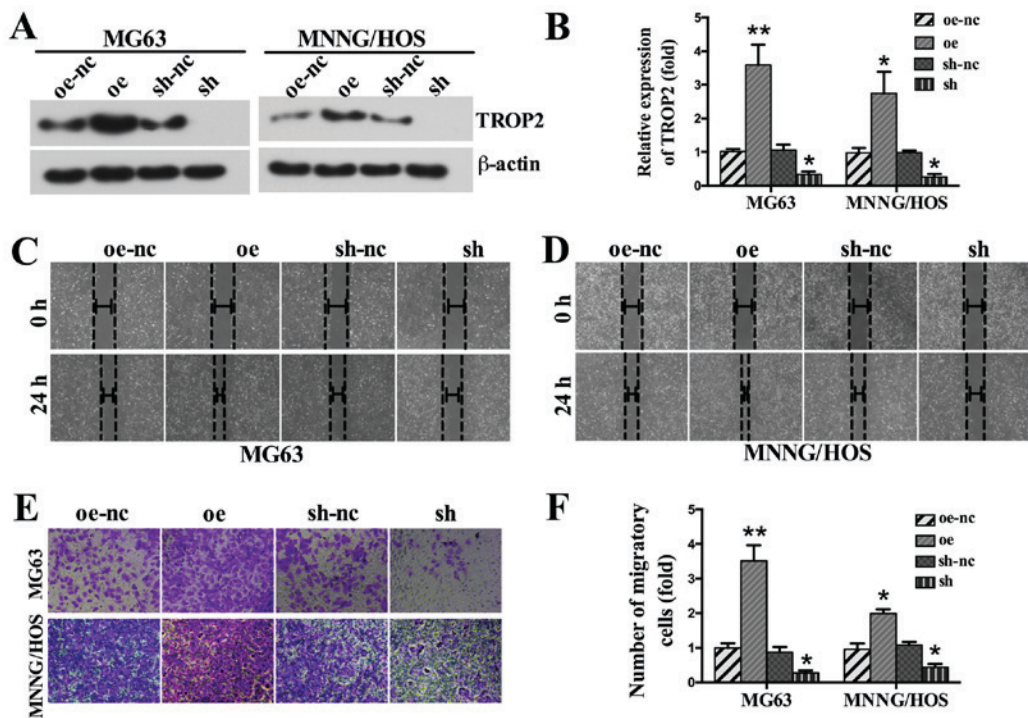 A
MG63
MNNG/HOS
oe-nc oe sh-nc sh
oe-nc oe sh-nc sh
TROP2
β-actin
B
Relative expression
of TROP2 (fold)
5
4
3
2
1
0
** * * *
MG63 MNNG/HOS
oe-nc
oe
sh-nc
sh
C
oe-nc oe sh-nc sh
0 h
24 h
MG63
D
oe-nc oe sh-nc sh
0 h
24 h
MNNG/HOS
E
oe-nc oe sh-nc sh
MG63
MNNG/HOS
F
Number of migratory
cells (fold)
5
4
3
2
1
0
** * * *
MG63 MNNG/HOS
oe-nc
oe
sh-nc
sh